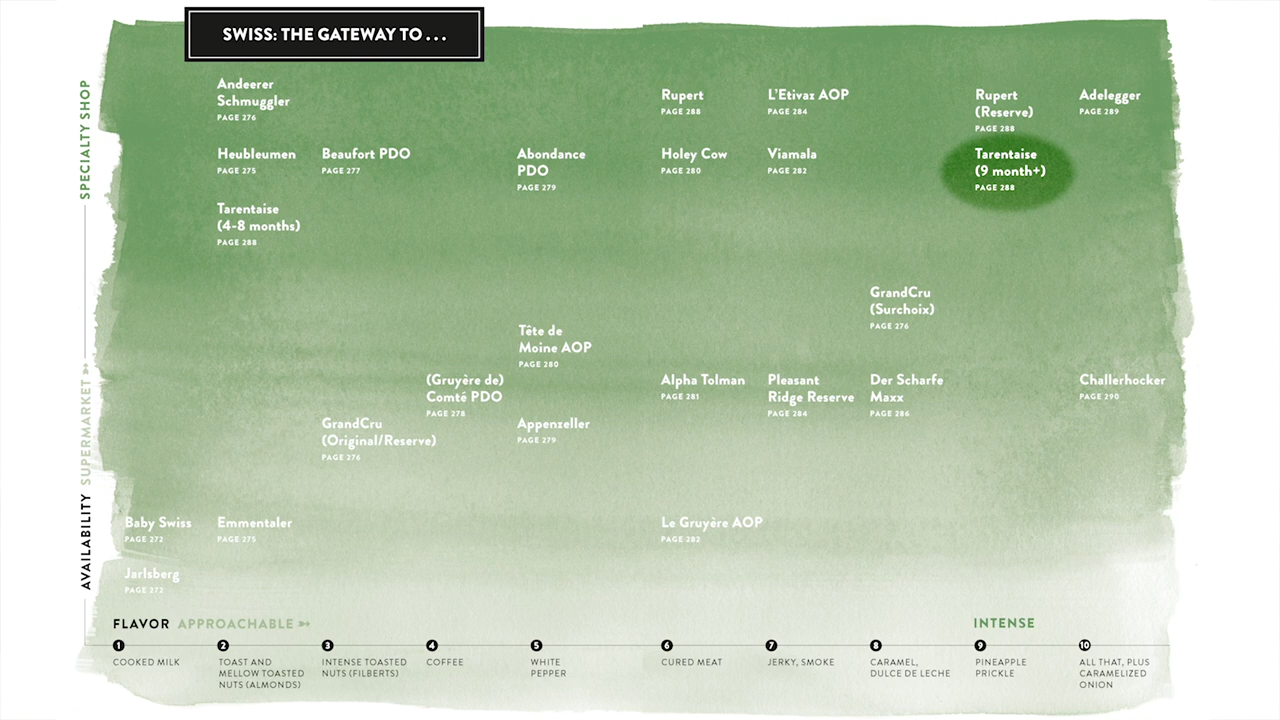 SWISS: THE GATEWAY TO . . .
SPECIALTY SHOP
AVAILABILITY SUPERMARKET ➳
Andeerer
Schmuggler
PAGE 276
Rupert
PAGE 288
L'Etivaz AOP
PAGE 284
Rupert
(Reserve)
PAGE 288
Adelegger
PAGE 289
Heubleumen
PAGE 275
Beaufort PDO
PAGE 277
Abondance
PDO
PAGE 279
Holey Cow
PAGE 280
Viamala
PAGE 282
Tarentaise
(9 month+)
PAGE 288
Tarentaise
(4-8 months)
PAGE 288
GrandCru
(Surchoix)
PAGE 276
Tête de
Moine AOP
PAGE 280
(Gruyère de)
Comté PDO
PAGE 278
Alpha Tolman
PAGE 281
Pleasant
Ridge Reserve
PAGE 284
Der Scharfe
Maxx
PAGE 286
Challerhocker
PAGE 290
GrandCru
(Original/Reserve)
PAGE 276
Appenzeller
PAGE 279
Baby Swiss
PAGE 272
Emmentaler
PAGE 275
Le Gruyère AOP
PAGE 282
Jarlsberg
PAGE 272
FLAVOR APPROACHABLE ➳
INTENSE
1
COOKED MILK
2
TOAST AND
MELLOW TOASTED
NUTS (ALMONDS)
3
INTENSE TOASTED
NUTS (FILBERTS)
4
COFFEE
5
WHITE
PEPPER
6
CURED MEAT
7
JERKY, SMOKE
8
CARAMEL,
DULCE DE LECHE
9
PINEAPPLE
PRICKLE
10
ALL THAT, PLUS
CARAMELIZED
ONION